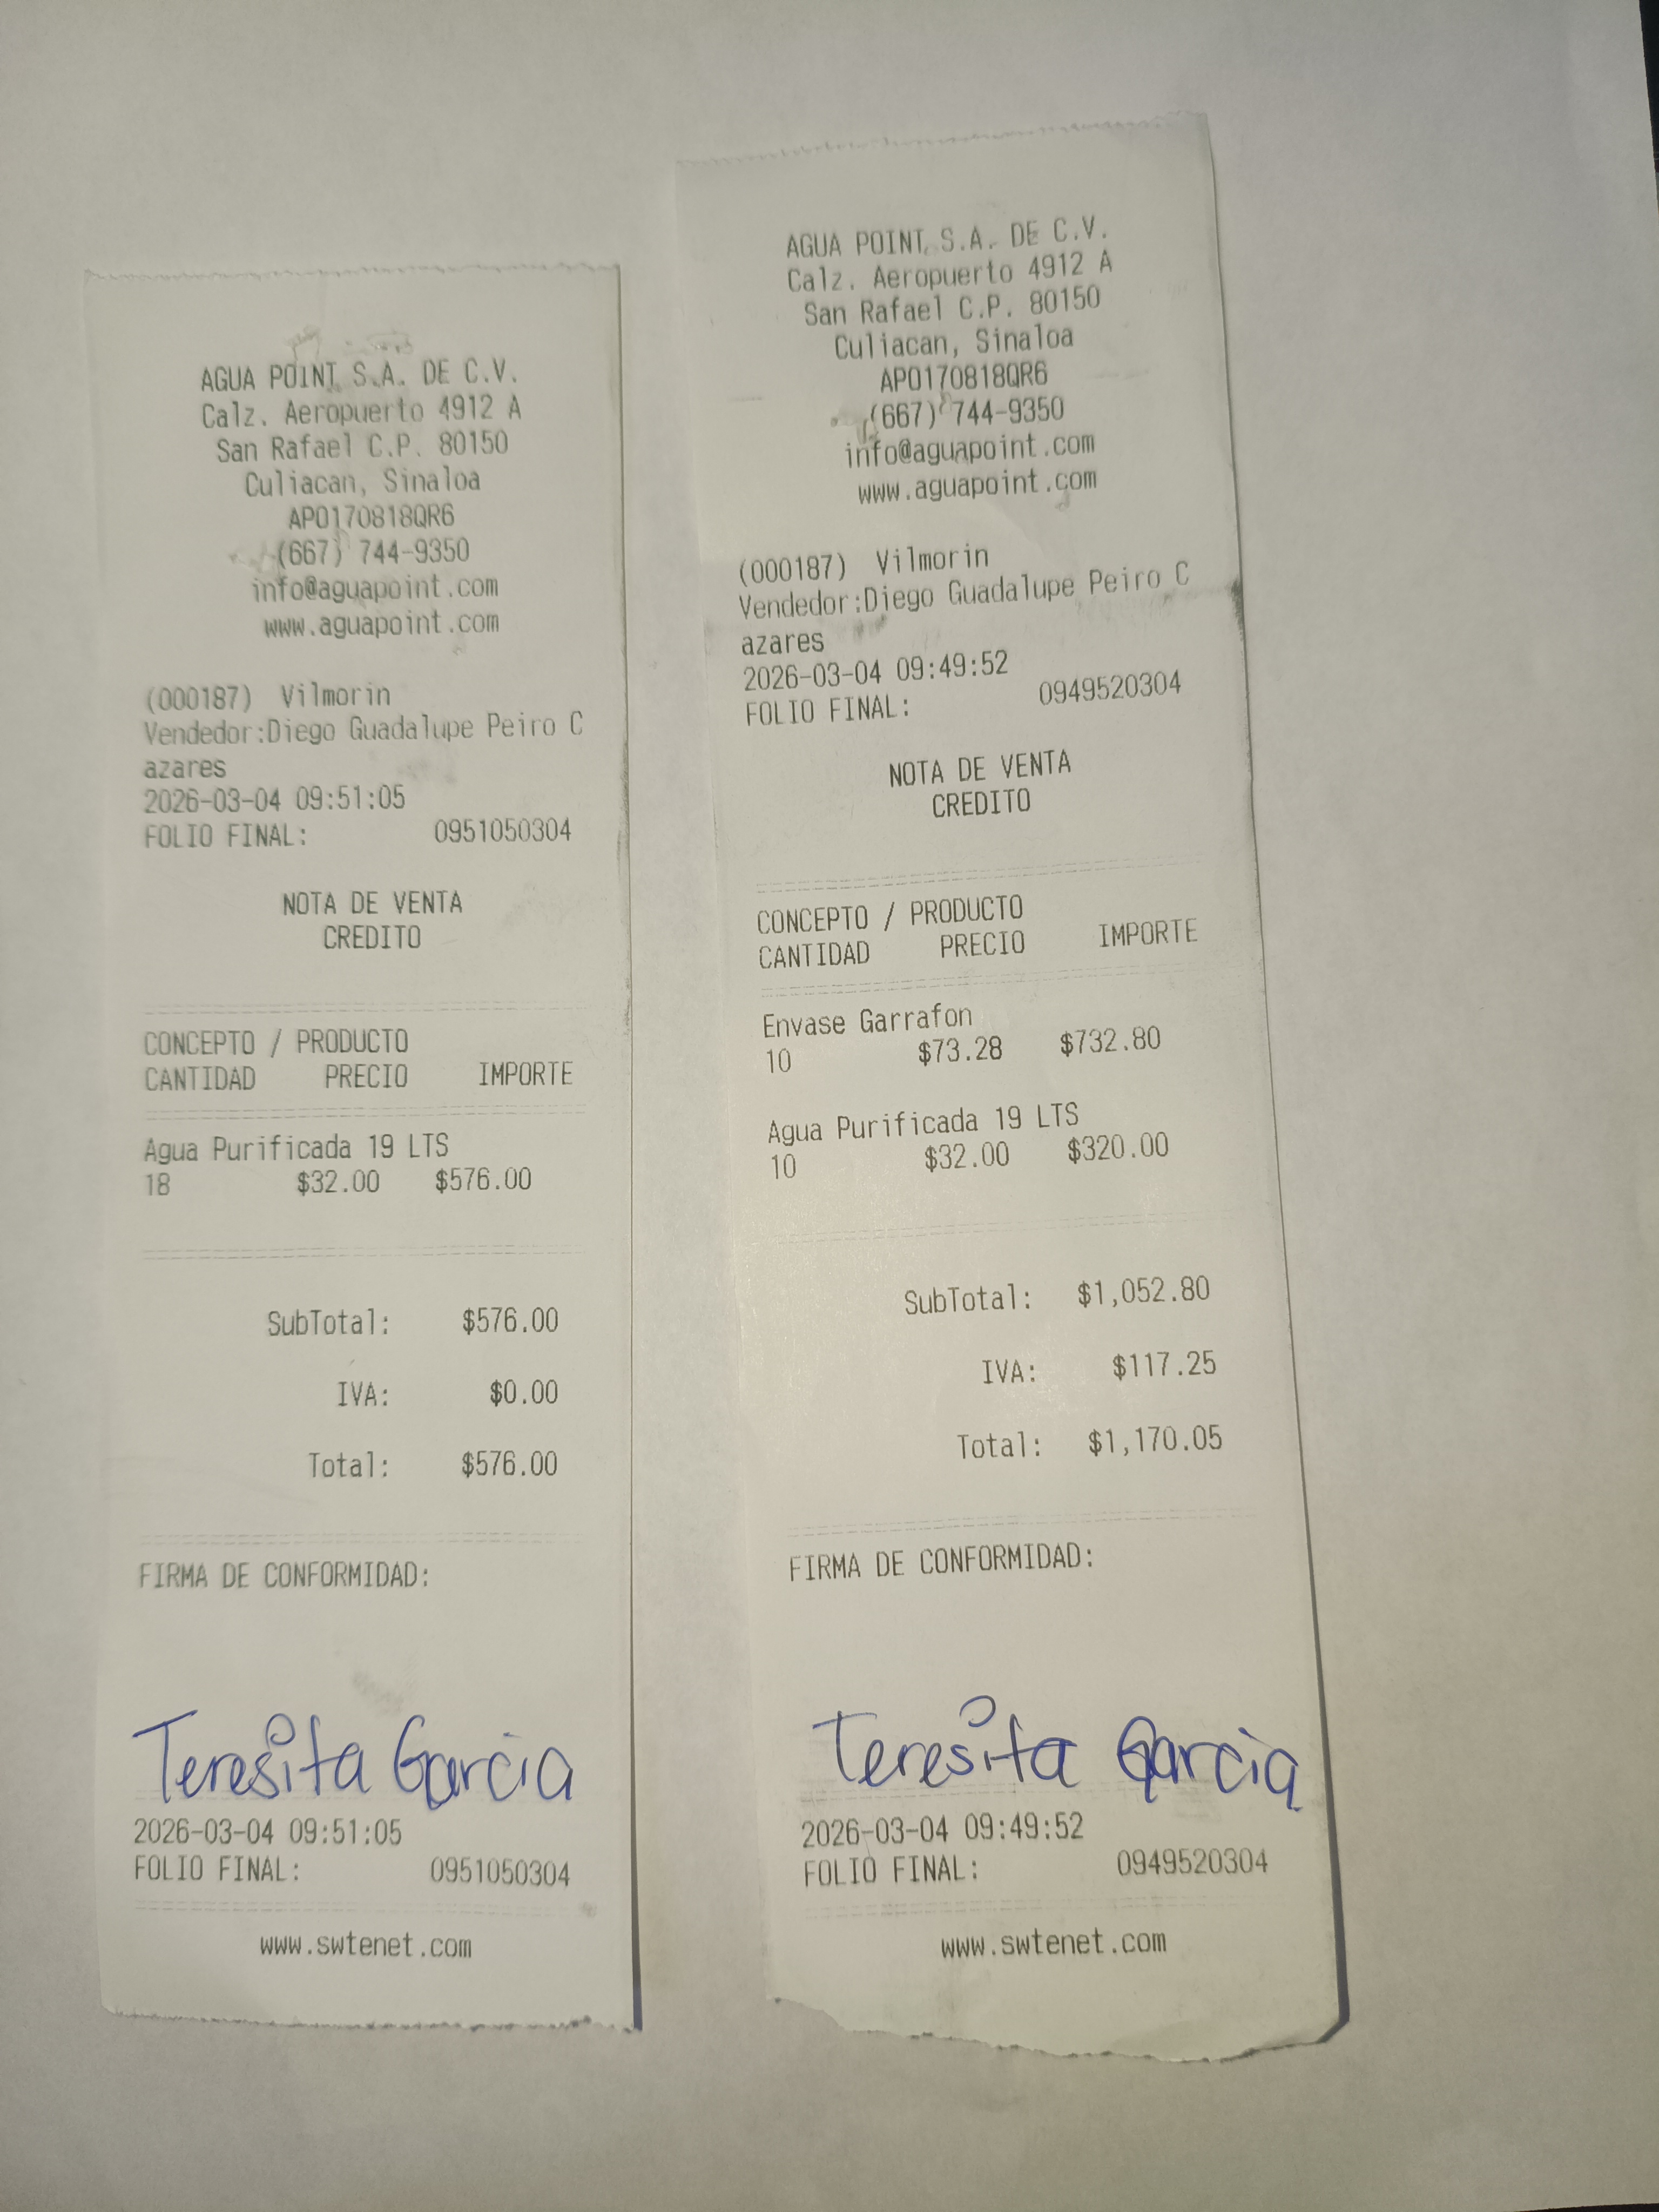 AGUA POINT S.A. DE C.V.
Calz. Aeropuerto 4912 A
San Rafael C.P. 80150
Culiacan, Sinaloa
APO170818QR6
(667) 744-9350
info@aguapoint.com
www.aguapoint.com
(000187) Vilmorin
Vendedor:Diego Guadalupe Peiro C
azares
2026-03-04 09:51:05
FOLIO FINAL: 0951050304
NOTA DE VENTA
CREDITO
CONCEPTO / PRODUCTO
CANTIDAD PRECIO IMPORTE
Agua Purificada 19 LTS
18 $32.00 $576.00
SubTotal: $576.00
IVA: $0.00
Total: $576.00
FIRMA DE CONFORMIDAD:
Teresita Garcia
2026-03-04 09:51:05
FOLIO FINAL: 0951050304
www.swtenet.com
AGUA POINT S.A. DE C.V.
Calz. Aeropuerto 4912 A
San Rafael C.P. 80150
Culiacan, Sinaloa
APO170818QR6
(667) 744-9350
info@aguapoint.com
www.aguapoint.com
(000187) Vilmorin
Vendedor:Diego Guadalupe Peiro C
azares
2026-03-04 09:49:52
FOLIO FINAL: 0949520304
NOTA DE VENTA
CREDITO
CONCEPTO / PRODUCTO
CANTIDAD PRECIO IMPORTE
Envase Garrafon
10 $73.28 $732.80
Agua Purificada 19 LTS
10 $32.00 $320.00
SubTotal: $1,052.80
IVA: $117.25
Total: $1,170.05
FIRMA DE CONFORMIDAD:
Teresita Garcia
2026-03-04 09:49:52
FOLIO FINAL: 0949520304
www.swtenet.com